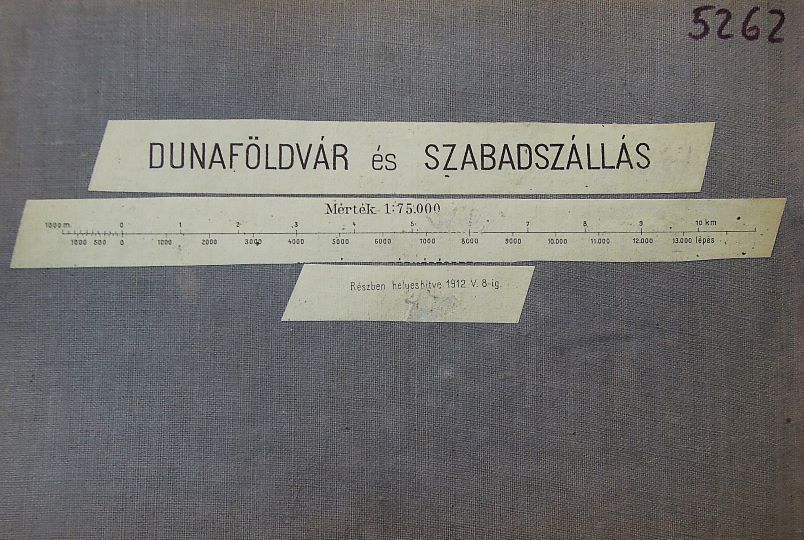 5262
DUNAFÖLDVÁR és SZABADSZÁLLÁS
Mérték 1:75.000
1000 m. 0 1 2 3 4 5 6 7 8 9 10 km
1000 500 0 1000 2000 3000 4000 5000 6000 7000 8000 9000 10.000 11.000 12.000 13.000 lépés
Részben helyesbítve 1912 V. 8-ig.